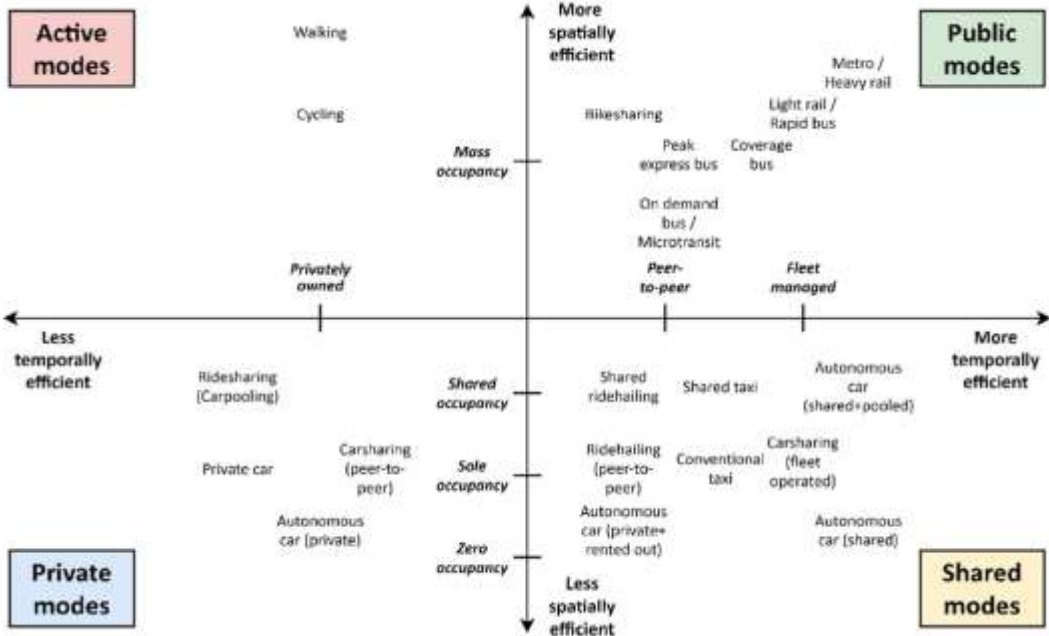 Active
modes
Walking
More
spatially
efficient
Public
modes
Metro /
Heavy rail
Cycling
Bikesharing
Light rail /
Rapid bus
Mass
occupancy
Peak
express bus
Coverage
bus
On demand
bus /
Microtransit
Privately
owned
Peer-
to-peer
Fleet
managed
Less
temporally
efficient
More
temporally
efficient
Ridesharing
(Carpooling)
Shared
occupancy
Shared
ridehailing
Shared taxi
Autonomous
car
(shared+pooled)
Private car
Carsharing
(peer-to-
peer)
Sole
occupancy
Ridehailing
(peer-to-
peer)
Conventional
taxi
Carsharing
(fleet
operated)
Autonomous
car (private)
Zero
occupancy
Autonomous
car (private+
rented out)
Autonomous
car (shared)
Private
modes
Less
spatially
efficient
Shared
modes